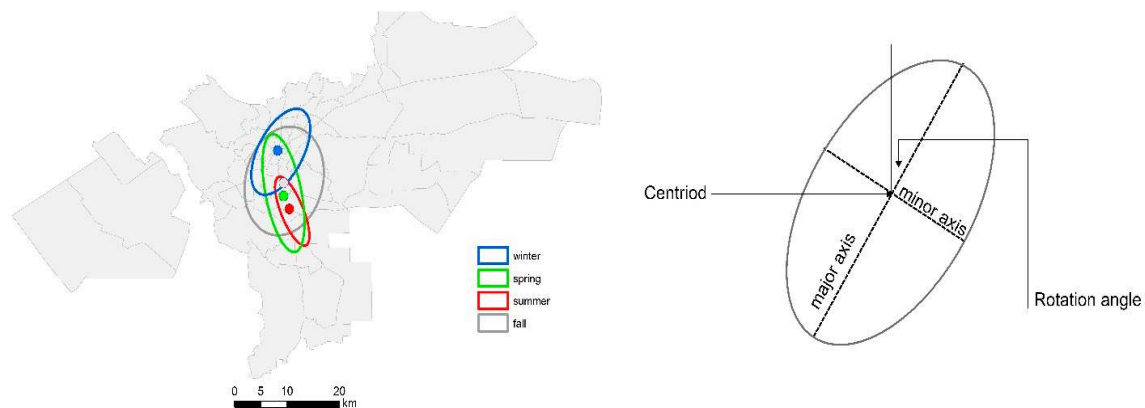 winter
spring
summer
fall
0 5 10 20
km
Centriod
minor axis
major axis
Rotation angle